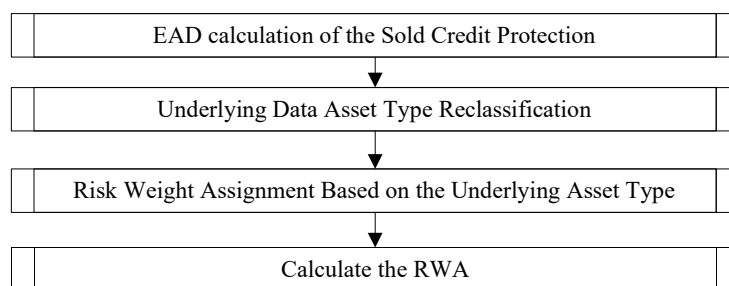 EAD calculation of the Sold Credit Protection
Underlying Data Asset Type Reclassification
Risk Weight Assignment Based on the Underlying Asset Type
Calculate the RWA